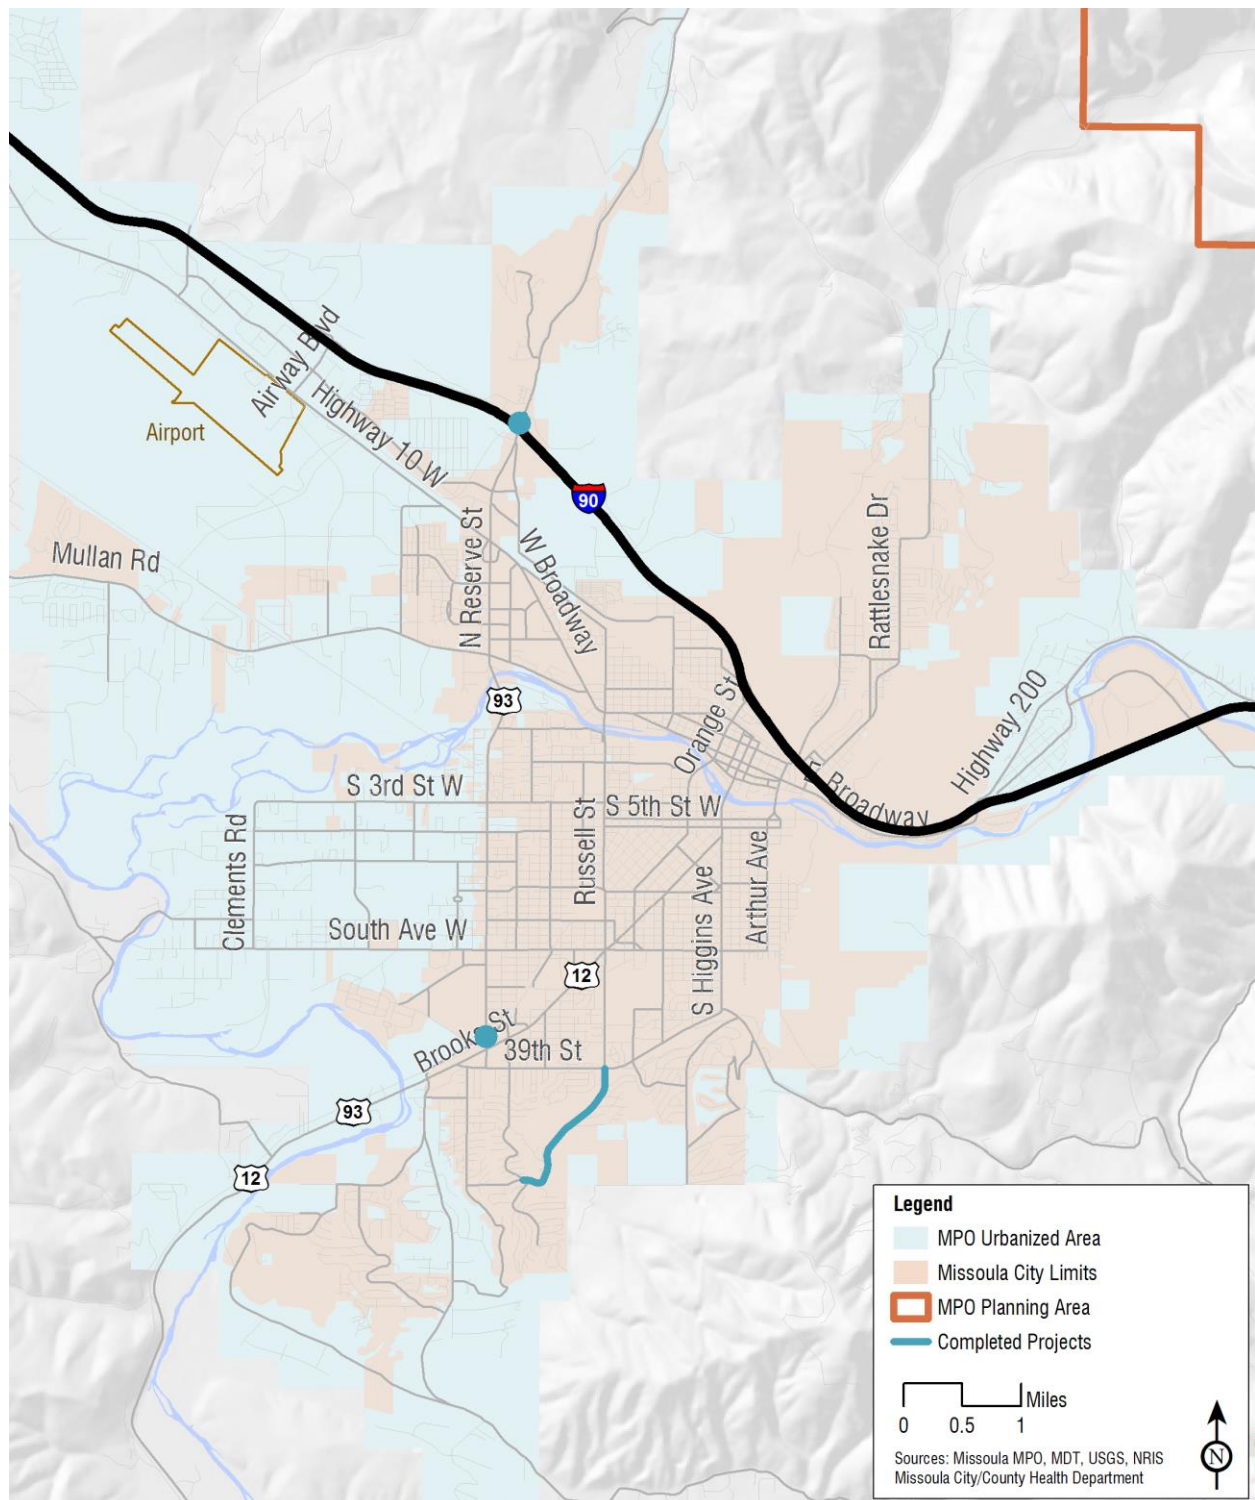 Airway Blvd
Highway 10 W
Airport
90
Mullan Rd
N Reserve St
W Broadway
Rattlesnake Dr
93
Orange St
Highway 200
E Broadway
S 3rd St W
S 5th St W
Russell St
Clements Rd
S Higgins Ave
Arthur Ave
South Ave W
12
Brooks St
39th St
93
12
Legend
MPO Urbanized Area
Missoula City Limits
MPO Planning Area
Completed Projects
Miles
0 0.5 1
Sources: Missoula MPO, MDT, USGS, NRIS
Missoula City/County Health Department
N